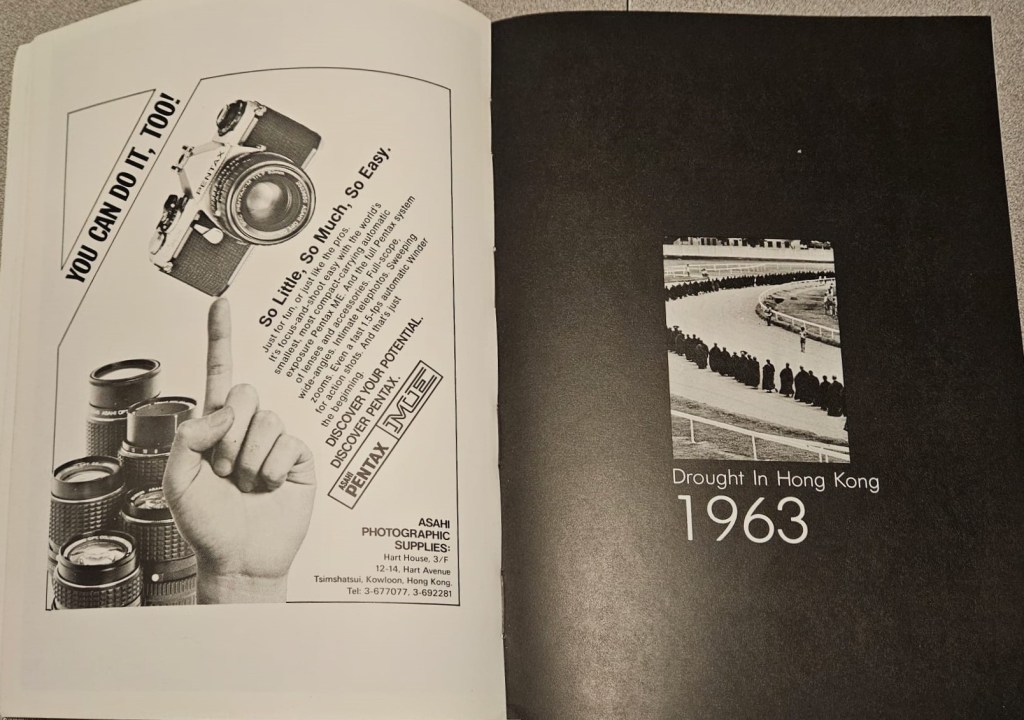 YOU CAN DO IT, TOO!
PENTAX
So Little, So Much, So Easy.
Just for fun, or just like the pros.
It's focus-and-shoot easy with the world's
smallest, most compact-carrying automatic
exposure Pentax ME. And the full Pentax system
of lenses and accessories. Full-scope,
wide-angles. Intimate telephotos. Sweeping
zooms. Even a fast 1.5-fps automatic winder
for action shots. And that's just
the beginning.
DISCOVER YOUR POTENTIAL.
DISCOVER PENTAX.
ASAHI
PENTAX ME
ASAHI
PHOTOGRAPHIC
SUPPLIES:
Hart House, 3/F
12-14, Hart Avenue
Tsimshatsui, Kowloon, Hong Kong.
Tel: 3-677077, 3-692281
Drought In Hong Kong
1963